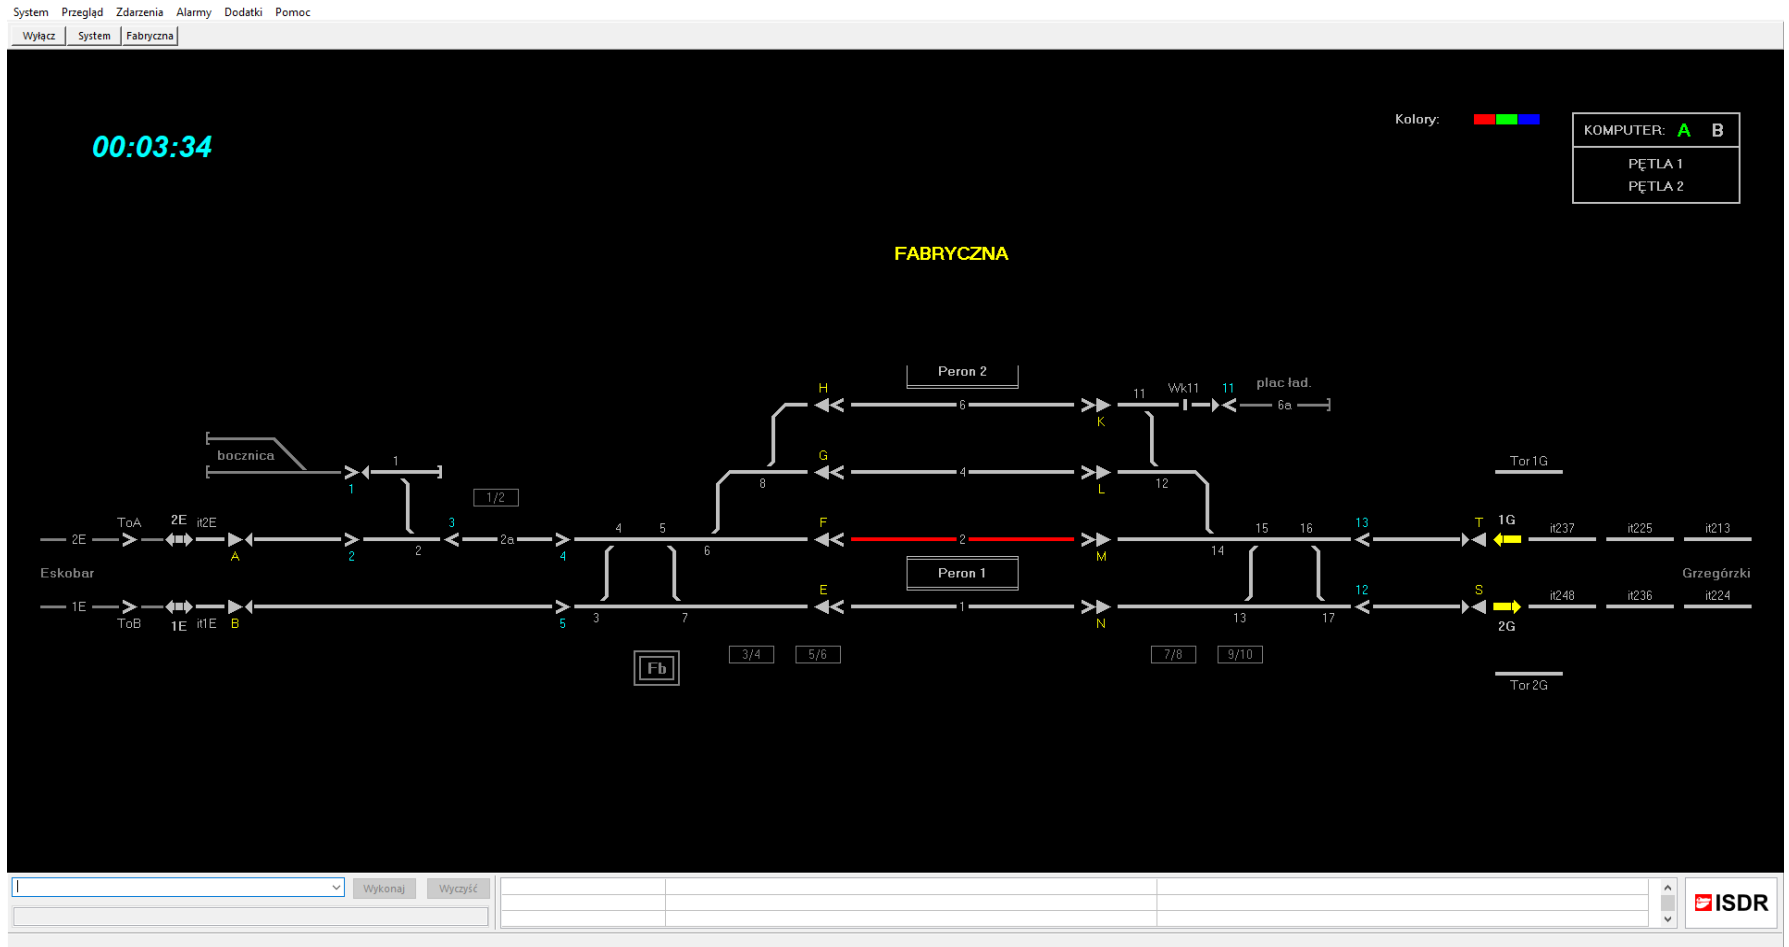 System Przegląd Zdarzenia Alarmy Dodatki Pomoc
Wyłącz System Fabryczna
Kolory:
KOMPUTER: A B
00:03:34
PĘTLA 1
PĘTLA 2
FABRYCZNA
Peron 2
H 11 Wk11 11 plac ład.
6 6a
K
bocznica 1 G Tor 1G
1 8 4 L 12
1/2
ToA 2E it2E 3 4 5 F 15 16 13 T 1G it237 it225 it213
2E 2a 2
A 2 2 4 6 M 14
Eskobar Peron 1 Grzegórzki
E 12 S it248 it236 it224
1E 1
ToB 1E it1E B 5 3 7 N 13 17 2G
3/4 5/6 7/8 9/10
Fb
Tor 2G
Wykonaj Wyczyść
ISDR